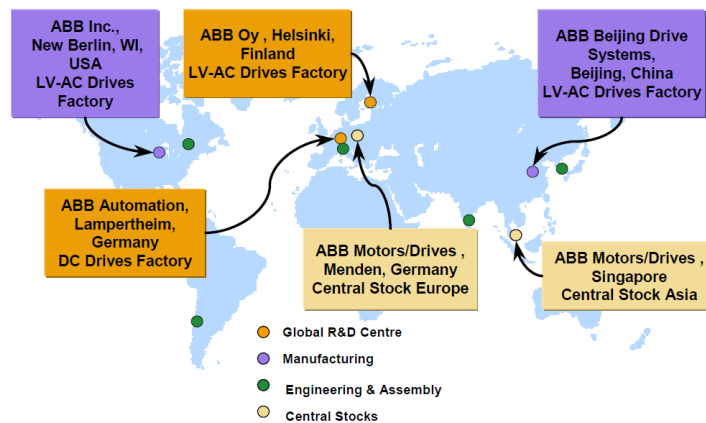 ABB Inc.,
New Berlin, WI,
USA
LV-AC Drives
Factory
ABB Oy , Helsinki,
Finland
LV-AC Drives Factory
ABB Beijing Drive
Systems,
Beijing, China
LV-AC Drives Factory
ABB Automation,
Lampertheim,
Germany
DC Drives Factory
ABB Motors/Drives ,
Menden, Germany
Central Stock Europe
ABB Motors/Drives ,
Singapore
Central Stock Asia
Global R&D Centre
Manufacturing
Engineering & Assembly
Central Stocks